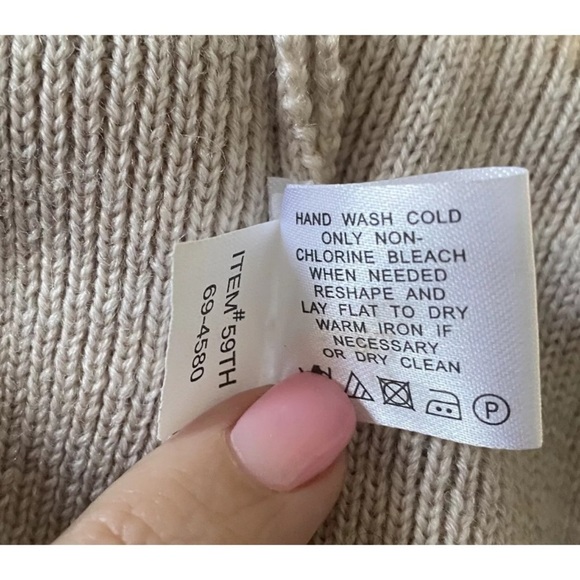 HAND WASH COLD
ONLY NON-
CHLORINE BLEACH
WHEN NEEDED
RESHAPE AND
LAY FLAT TO DRY
WARM IRON IF
NECESSARY
OR DRY CLEAN
P
ITEM# 59TH
69-4580